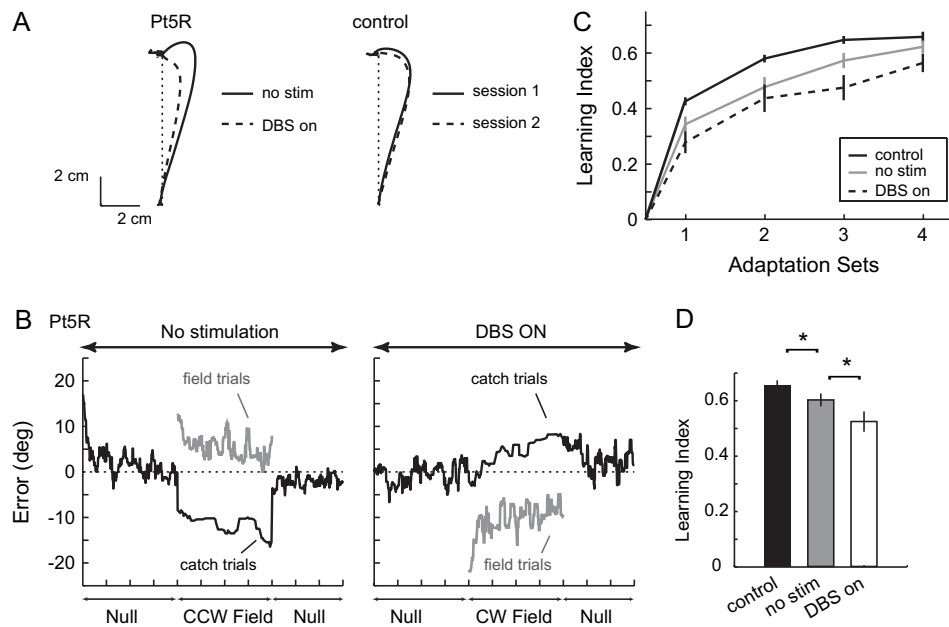 A
Pt5R
control
no stim
DBS on
session 1
session 2
2 cm
2 cm
C
Learning Index
0.6
0.4
0.2
0
control
no stim
DBS on
1 2 3 4
Adaptation Sets
B
Pt5R
No stimulation
DBS ON
Error (deg)
20
10
0
-10
-20
field trials
catch trials
catch trials
field trials
Null CCW Field Null
Null CW Field Null
D
* *
Learning Index
0.6
0.4
0.2
0
control no stim DBS on